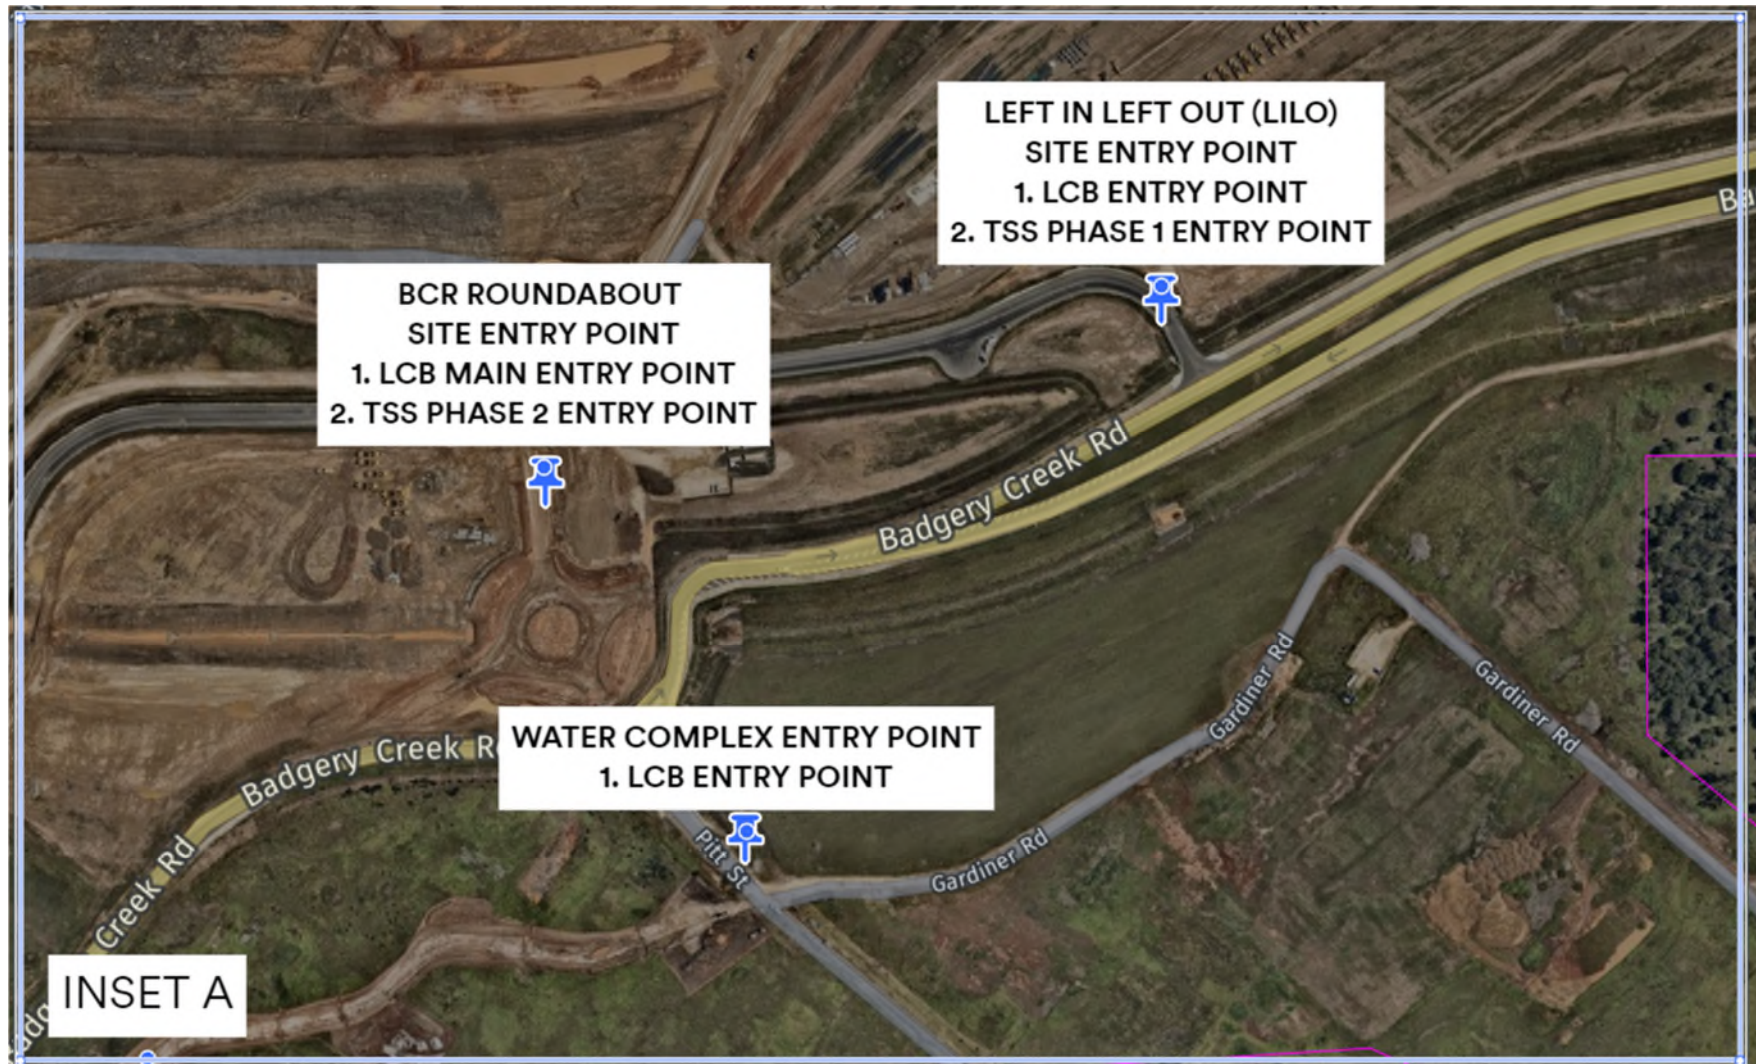 LEFT IN LEFT OUT (LILO)
SITE ENTRY POINT
1. LCB ENTRY POINT
2. TSS PHASE 1 ENTRY POINT
BCR ROUNDABOUT
SITE ENTRY POINT
1. LCB MAIN ENTRY POINT
2. TSS PHASE 2 ENTRY POINT
Badgery Creek Rd
Gardiner Rd
Gardiner Rd
WATER COMPLEX ENTRY POINT
1. LCB ENTRY POINT
Badgery Creek
Pitt St
Gardiner Rd
Creek Rd
INSET A